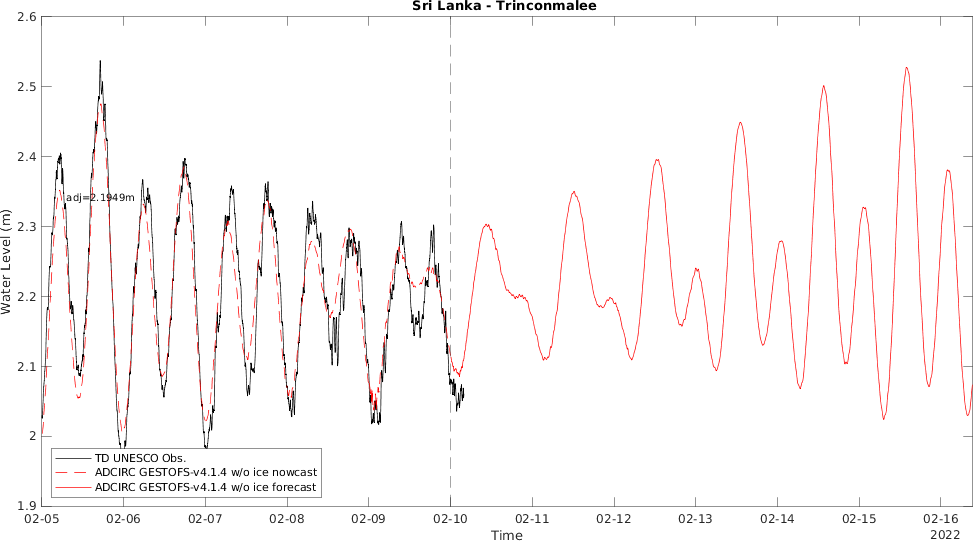 Sri Lanka - Trinconmalee
2.6
2.5
2.4
2.3
2.2
2.1
2
1.9
Water Level (m)
adj=2.1949m
TD UNESCO Obs.
ADCIRC GESTOFS-v4.1.4 w/o ice nowcast
ADCIRC GESTOFS-v4.1.4 w/o ice forecast
02-05 02-06 02-07 02-08 02-09 02-10 02-11 02-12 02-13 02-14 02-15 02-16
Time
2022